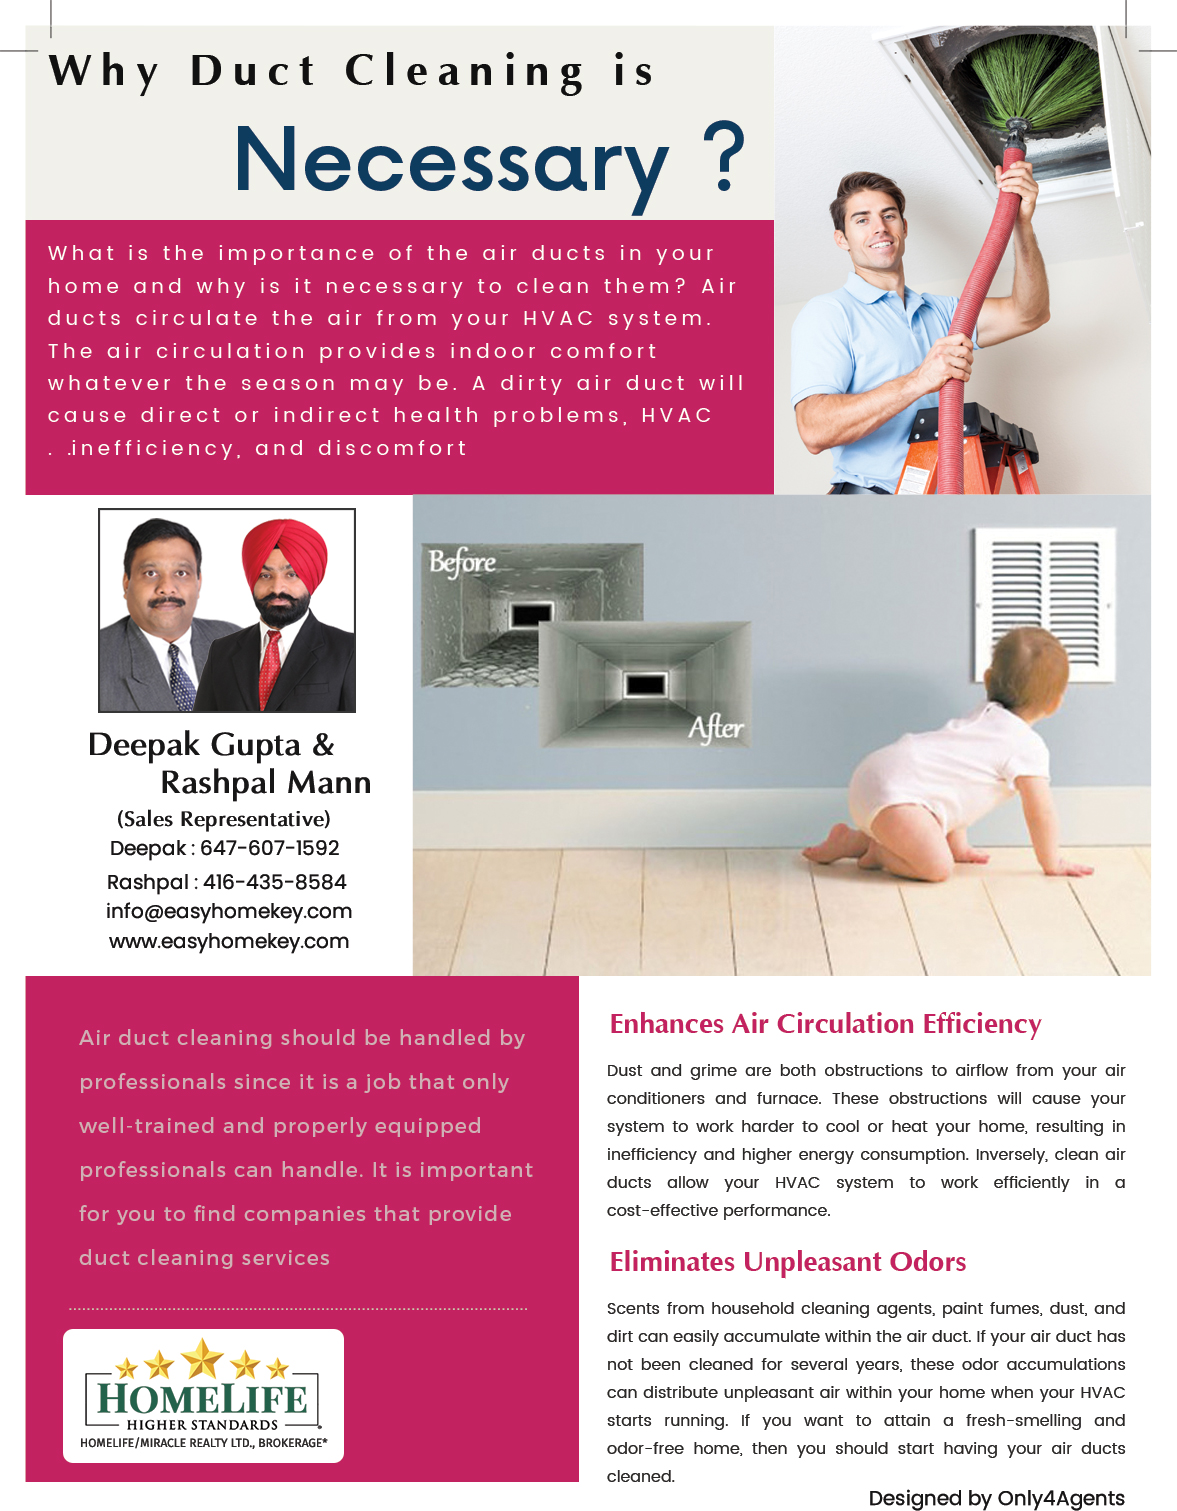 Why Duct Cleaning is
Necessary ?
What is the importance of the air ducts in your
home and why is it necessary to clean them? Air
ducts circulate the air from your HVAC system.
The air circulation provides indoor comfort
whatever the season may be. A dirty air duct will
cause direct or indirect health problems, HVAC
. .inefficiency, and discomfort
Before
After
Deepak Gupta &
Rashpal Mann
(Sales Representative)
Deepak : 647-607-1592
Rashpal : 416-435-8584
info@easyhomekey.com
www.easyhomekey.com
Air duct cleaning should be handled by
professionals since it is a job that only
well-trained and properly equipped
professionals can handle. It is important
for you to find companies that provide
duct cleaning services
HOMELIFE
HIGHER STANDARDS
HOMELIFE/MIRACLE REALTY LTD., BROKERAGE*
Enhances Air Circulation Efficiency
Dust and grime are both obstructions to airflow from your air
conditioners and furnace. These obstructions will cause your
system to work harder to cool or heat your home, resulting in
inefficiency and higher energy consumption. Inversely, clean air
ducts allow your HVAC system to work efficiently in a
cost-effective performance.
Eliminates Unpleasant Odors
Scents from household cleaning agents, paint fumes, dust, and
dirt can easily accumulate within the air duct. If your air duct has
not been cleaned for several years, these odor accumulations
can distribute unpleasant air within your home when your HVAC
starts running. If you want to attain a fresh-smelling and
odor-free home, then you should start having your air ducts
cleaned.
Designed by Only4Agents